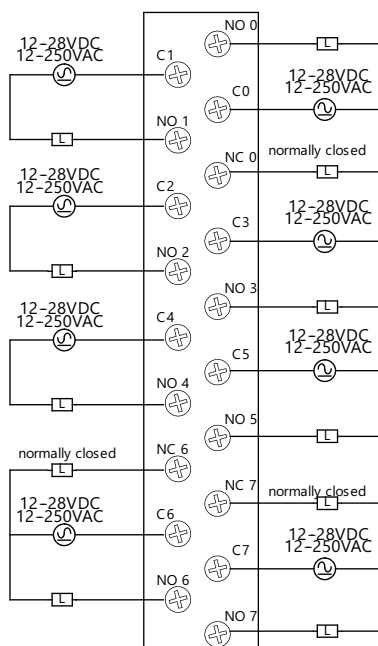 NO 0
L
12-28VDC
12-250VAC
C1
12-28VDC
12-250VAC
C0
NO 1
L
NC 0
normally closed
L
12-28VDC
12-250VAC
C2
12-28VDC
12-250VAC
C3
NO 2
L
NO 3
L
12-28VDC
12-250VAC
C4
12-28VDC
12-250VAC
C5
NO 4
L
NO 5
L
normally closed
L
NC 6
NC 7
normally closed
L
12-28VDC
12-250VAC
C6
12-28VDC
12-250VAC
C7
NO 6
L
NO 7
L